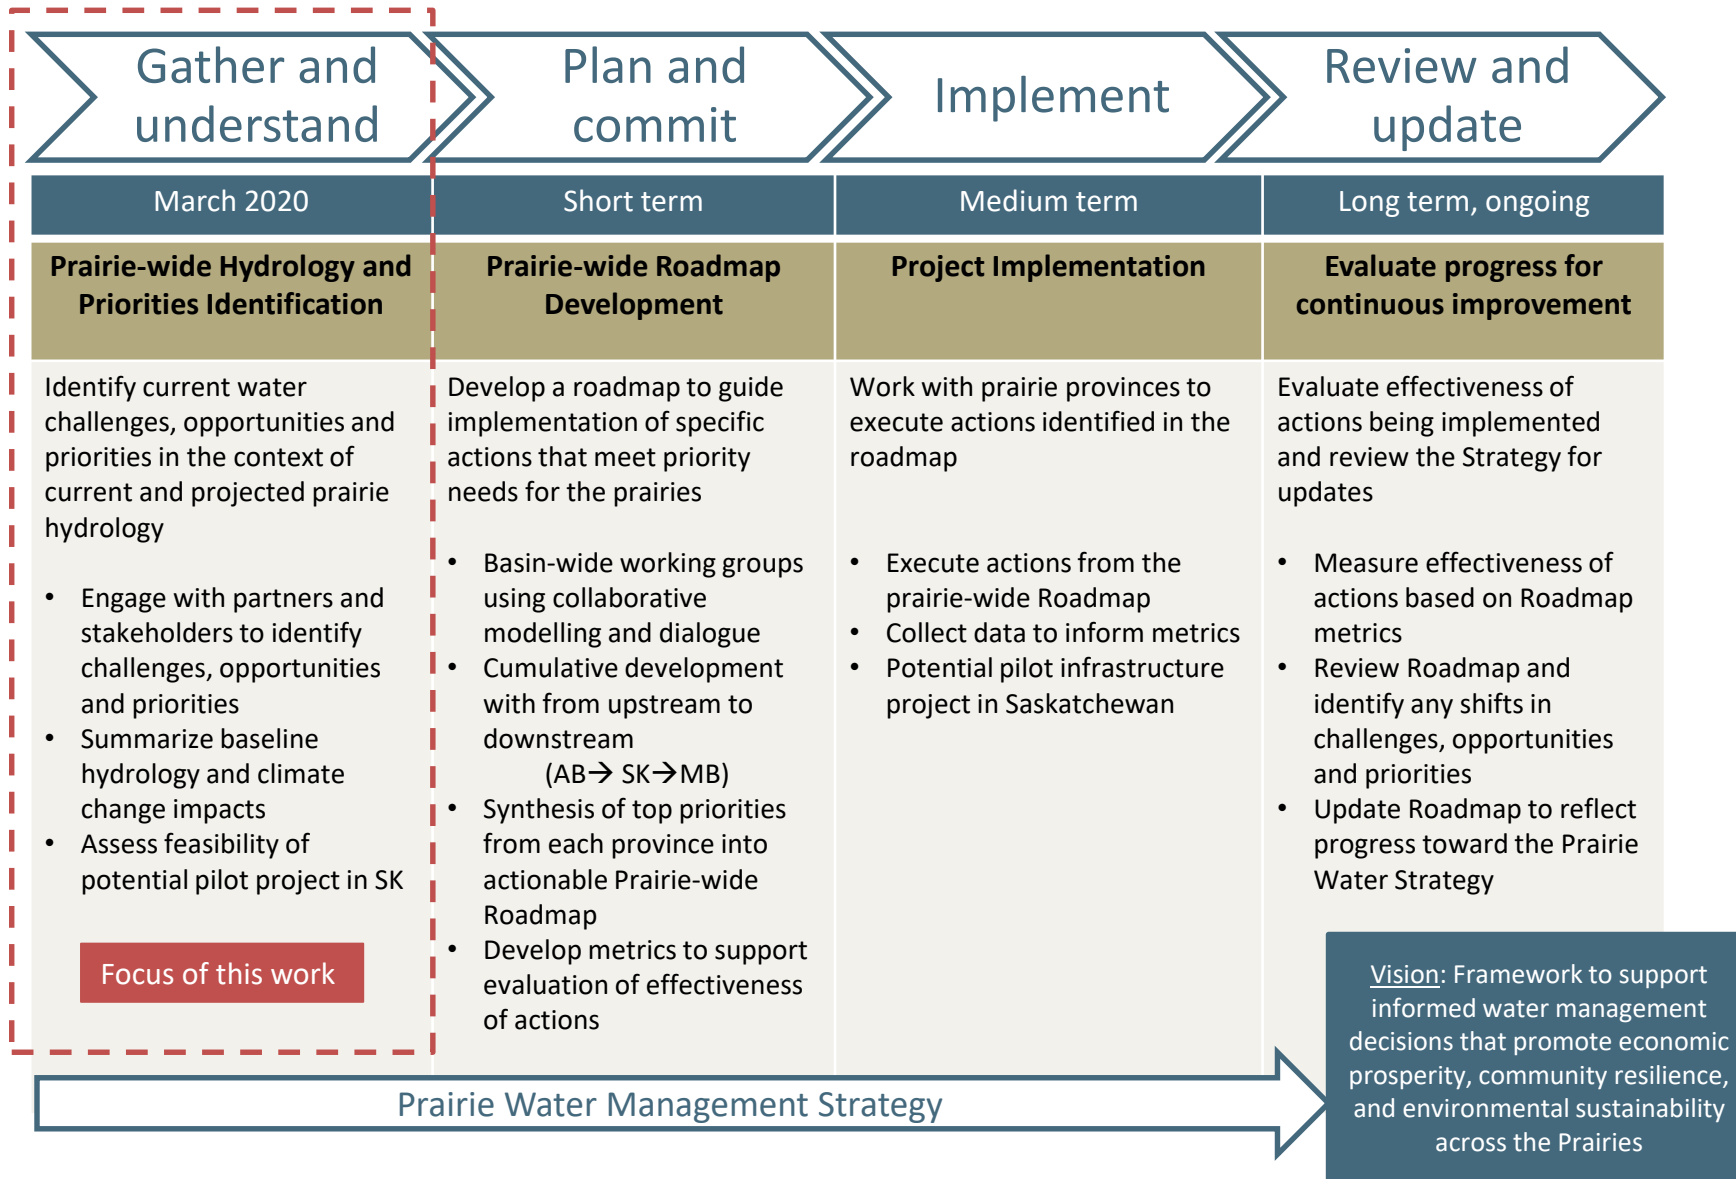 Gather and
understand
Plan and
commit
Implement
Review and
update
March 2020
Short term
Medium term
Long term, ongoing
Prairie-wide Hydrology and
Priorities Identification
Prairie-wide Roadmap
Development
Project Implementation
Evaluate progress for
continuous improvement
Identify current water
challenges, opportunities and
priorities in the context of
current and projected prairie
hydrology
• Engage with partners and
stakeholders to identify
challenges, opportunities
and priorities
• Summarize baseline
hydrology and climate
change impacts
• Assess feasibility of
potential pilot project in SK
Focus of this work
Develop a roadmap to guide
implementation of specific
actions that meet priority
needs for the prairies
• Basin-wide working groups
using collaborative
modelling and dialogue
• Cumulative development
with from upstream to
downstream
(AB→ SK→MB)
• Synthesis of top priorities
from each province into
actionable Prairie-wide
Roadmap
• Develop metrics to support
evaluation of effectiveness
of actions
Work with prairie provinces to
execute actions identified in the
roadmap
• Execute actions from the
prairie-wide Roadmap
• Collect data to inform metrics
• Potential pilot infrastructure
project in Saskatchewan
Evaluate effectiveness of
actions being implemented
and review the Strategy for
updates
• Measure effectiveness of
actions based on Roadmap
metrics
• Review Roadmap and
identify any shifts in
challenges, opportunities
and priorities
• Update Roadmap to reflect
progress toward the Prairie
Water Strategy
Prairie Water Management Strategy
Vision: Framework to support
informed water management
decisions that promote economic
prosperity, community resilience,
and environmental sustainability
across the Prairies